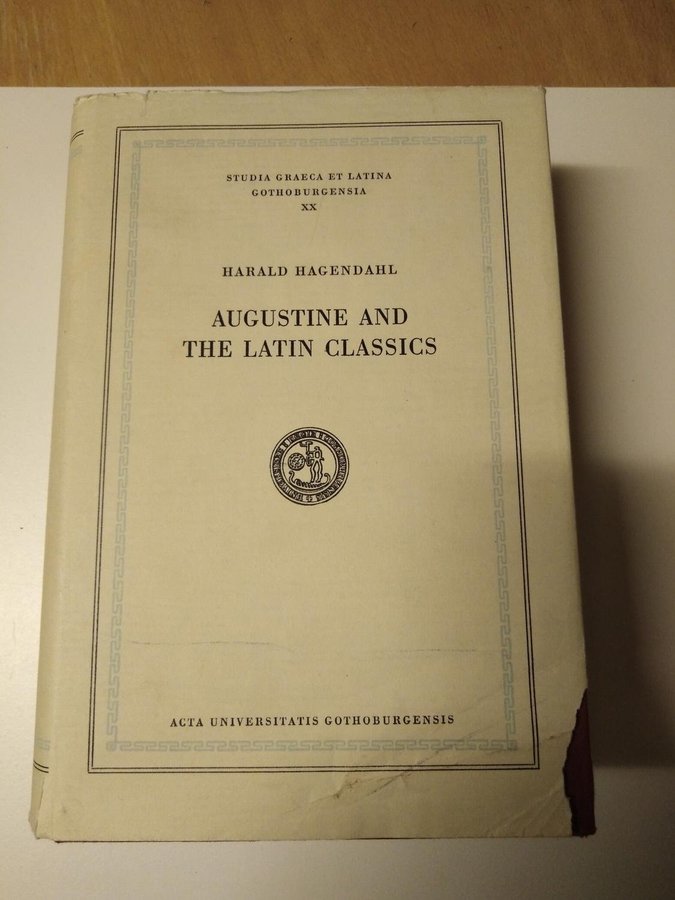 STUDIA GRAECA ET LATINA
GOTHOBURGENSIA
XX
HARALD HAGENDAHL
AUGUSTINE AND
THE LATIN CLASSICS
ACTA UNIVERSITATIS GOTHOBURGENSIS